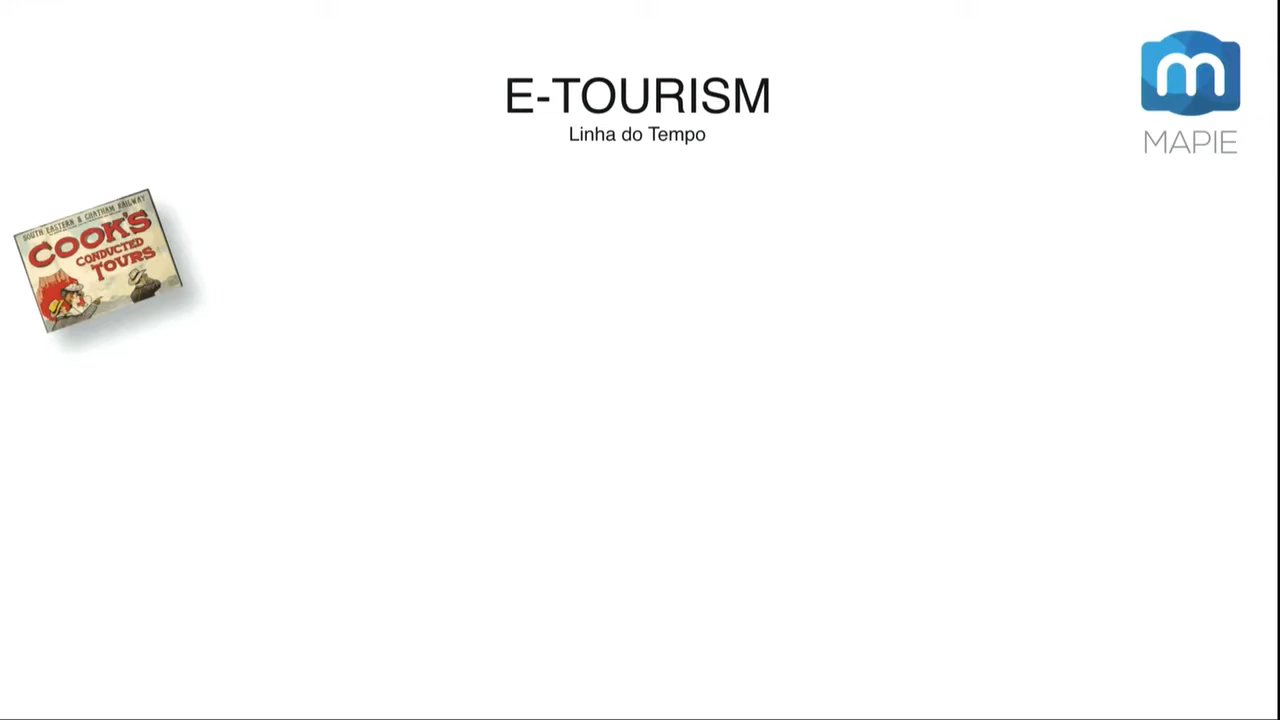 E-TOURISM
Linha do Tempo
MAPIE
SOUTH EASTERN & CHATHAM RAILWAY
COOK'S
CONDUCTED
TOURS